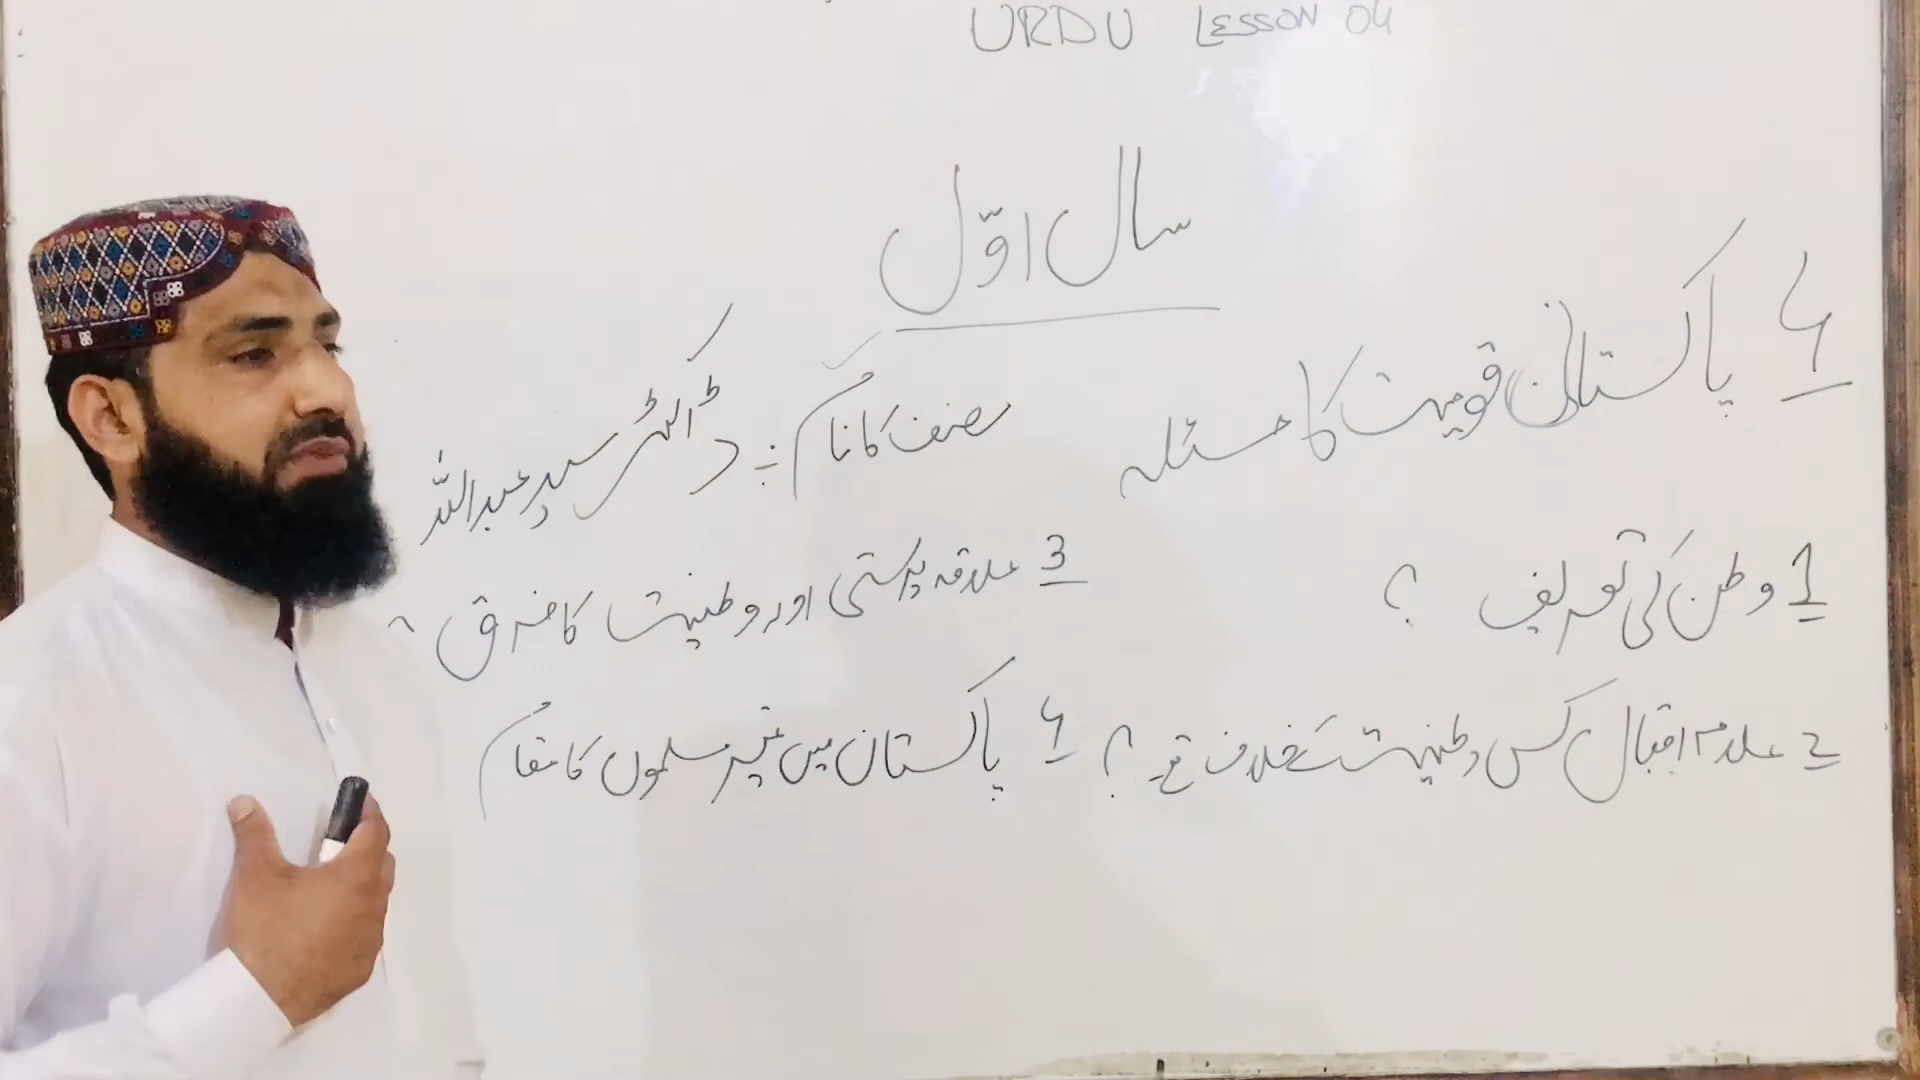 URDU LESSON 04
سال اوّل
۴ پاکستانی قومیت کا مسئلہ
مصنف کا نام :- ڈاکٹر سید عبداللہ
1 وطن کی تعریف ؟
2 علامہ اقبال کس وطنیت کے خلاف تھے ؟
3 علاقہ پرستی اور وطنیت کا فرق ؟
۴ پاکستان میں غیر مسلموں کا مقام